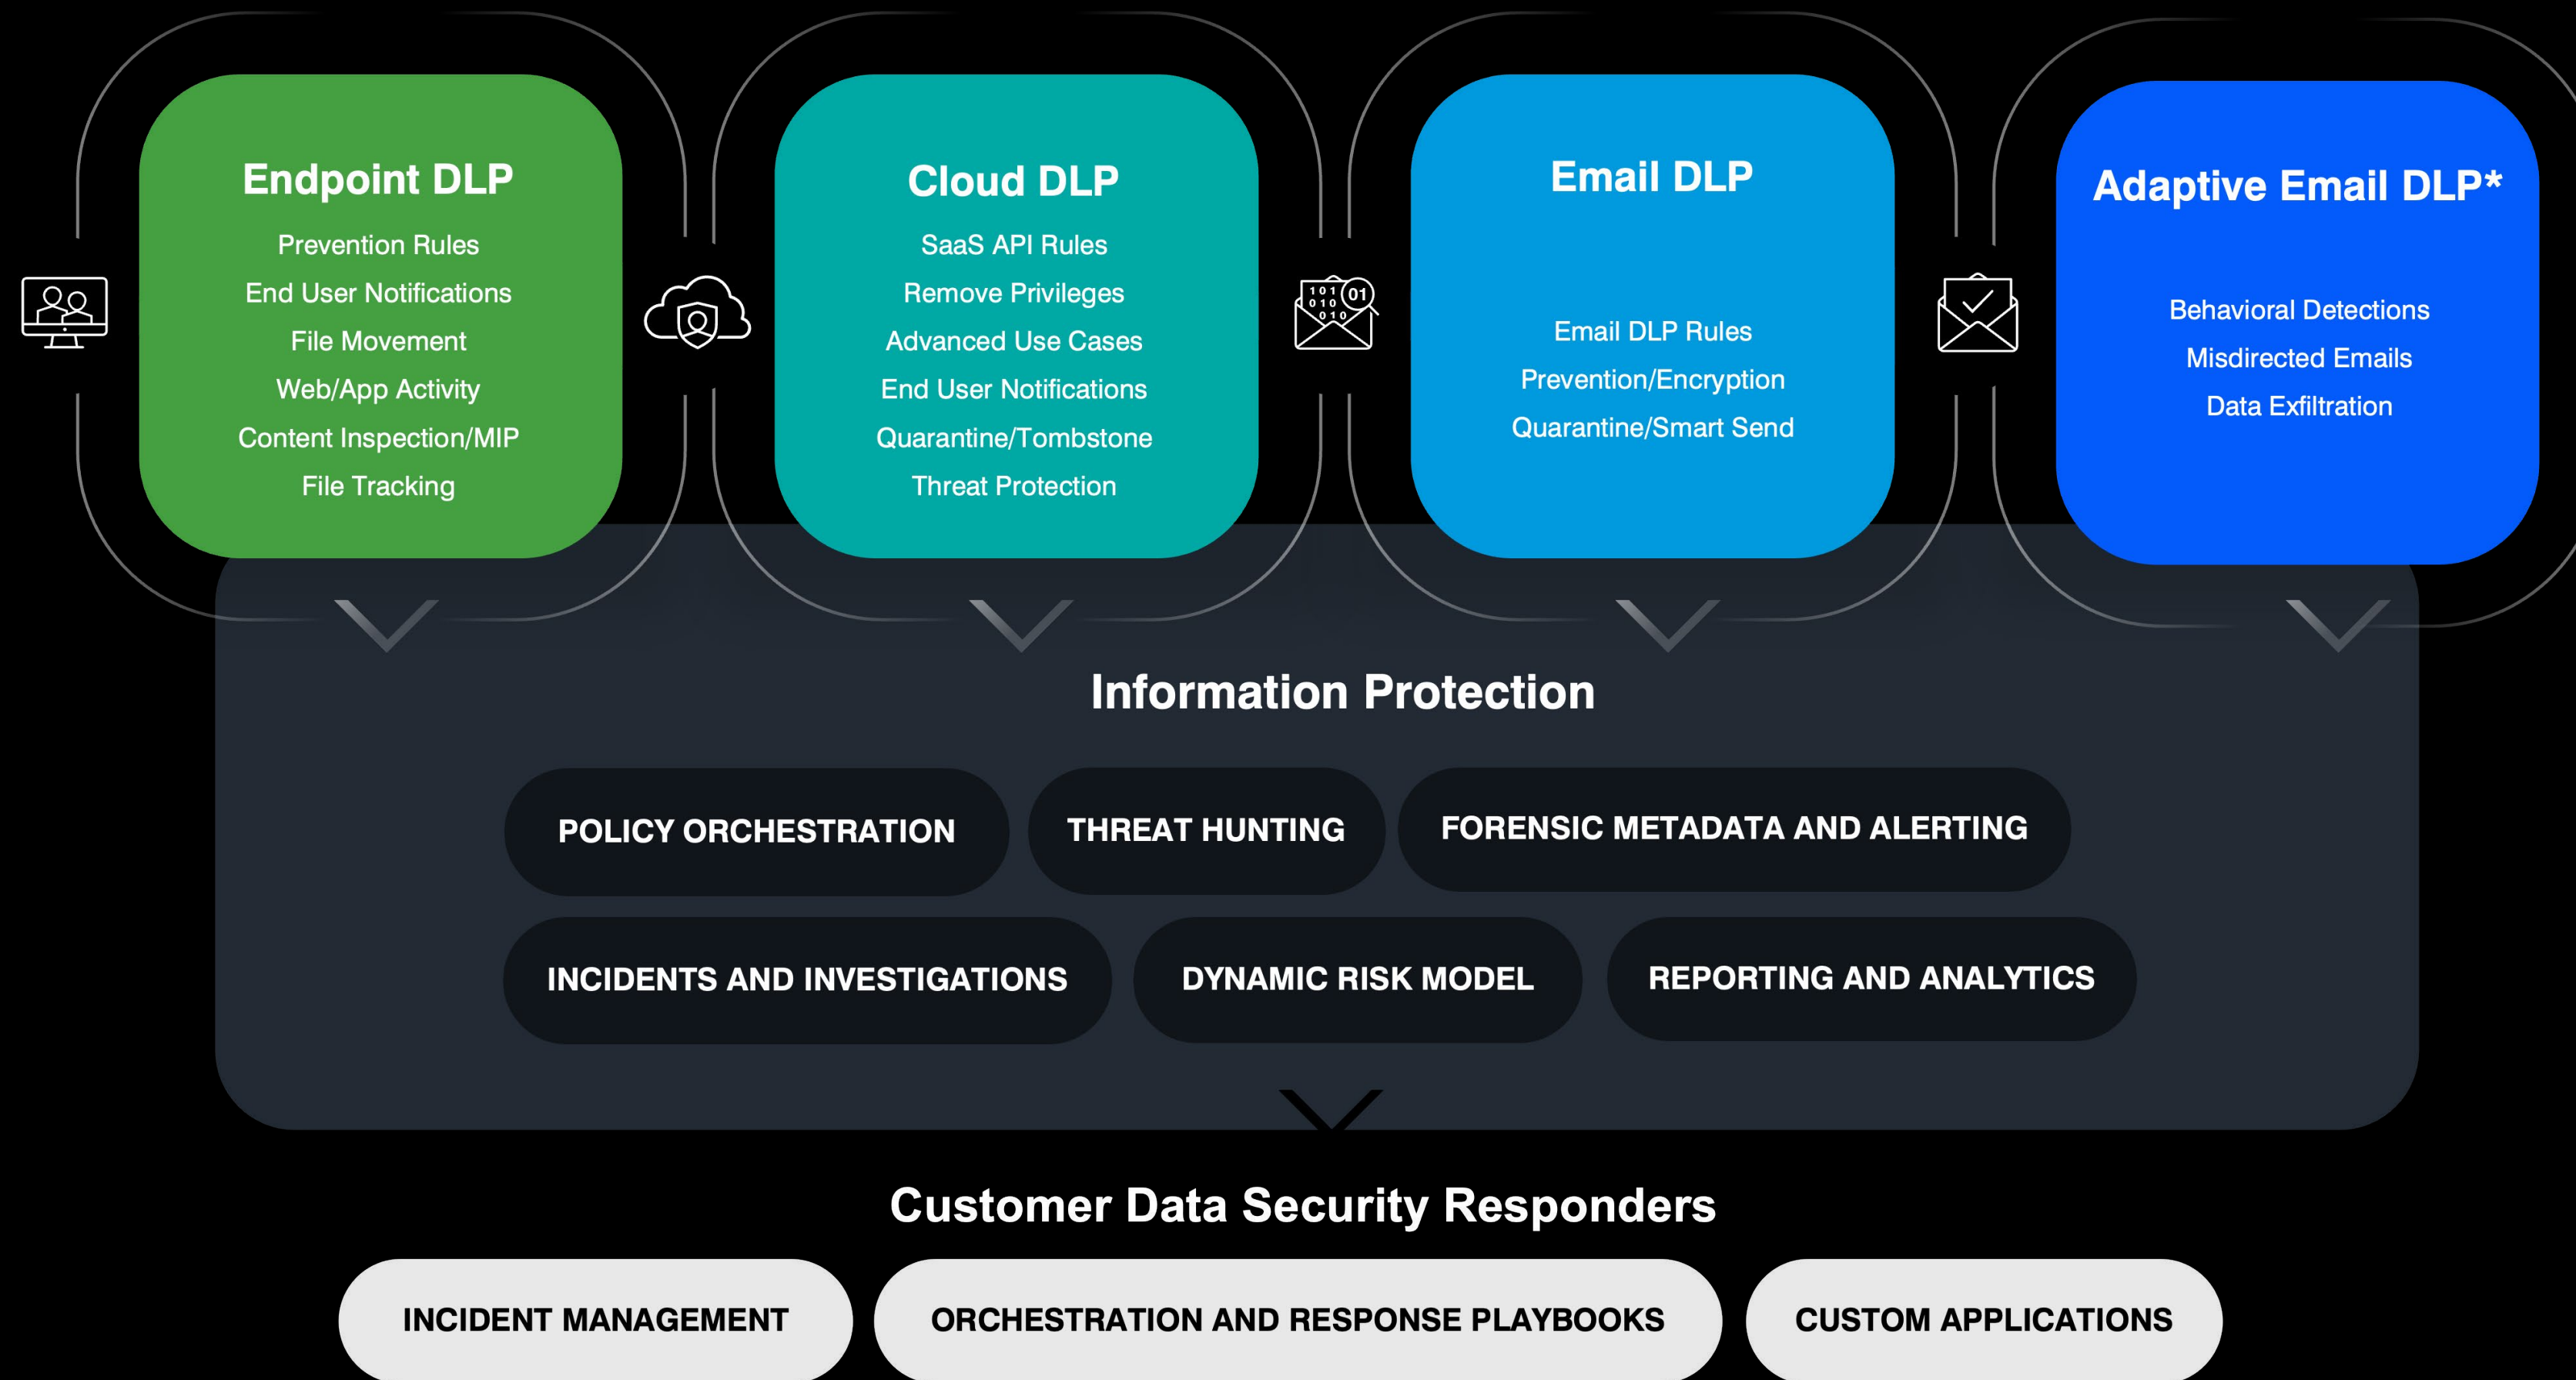 Endpoint DLP
Prevention Rules
End User Notifications
File Movement
Web/App Activity
Content Inspection/MIP
File Tracking
Cloud DLP
SaaS API Rules
Remove Privileges
Advanced Use Cases
End User Notifications
Quarantine/Tombstone
Threat Protection
101
010
010
01
Email DLP
Email DLP Rules
Prevention/Encryption
Quarantine/Smart Send
Adaptive Email DLP*
Behavioral Detections
Misdirected Emails
Data Exfiltration
Information Protection
POLICY ORCHESTRATION
THREAT HUNTING
FORENSIC METADATA AND ALERTING
INCIDENTS AND INVESTIGATIONS
DYNAMIC RISK MODEL
REPORTING AND ANALYTICS
Customer Data Security Responders
INCIDENT MANAGEMENT
ORCHESTRATION AND RESPONSE PLAYBOOKS
CUSTOM APPLICATIONS